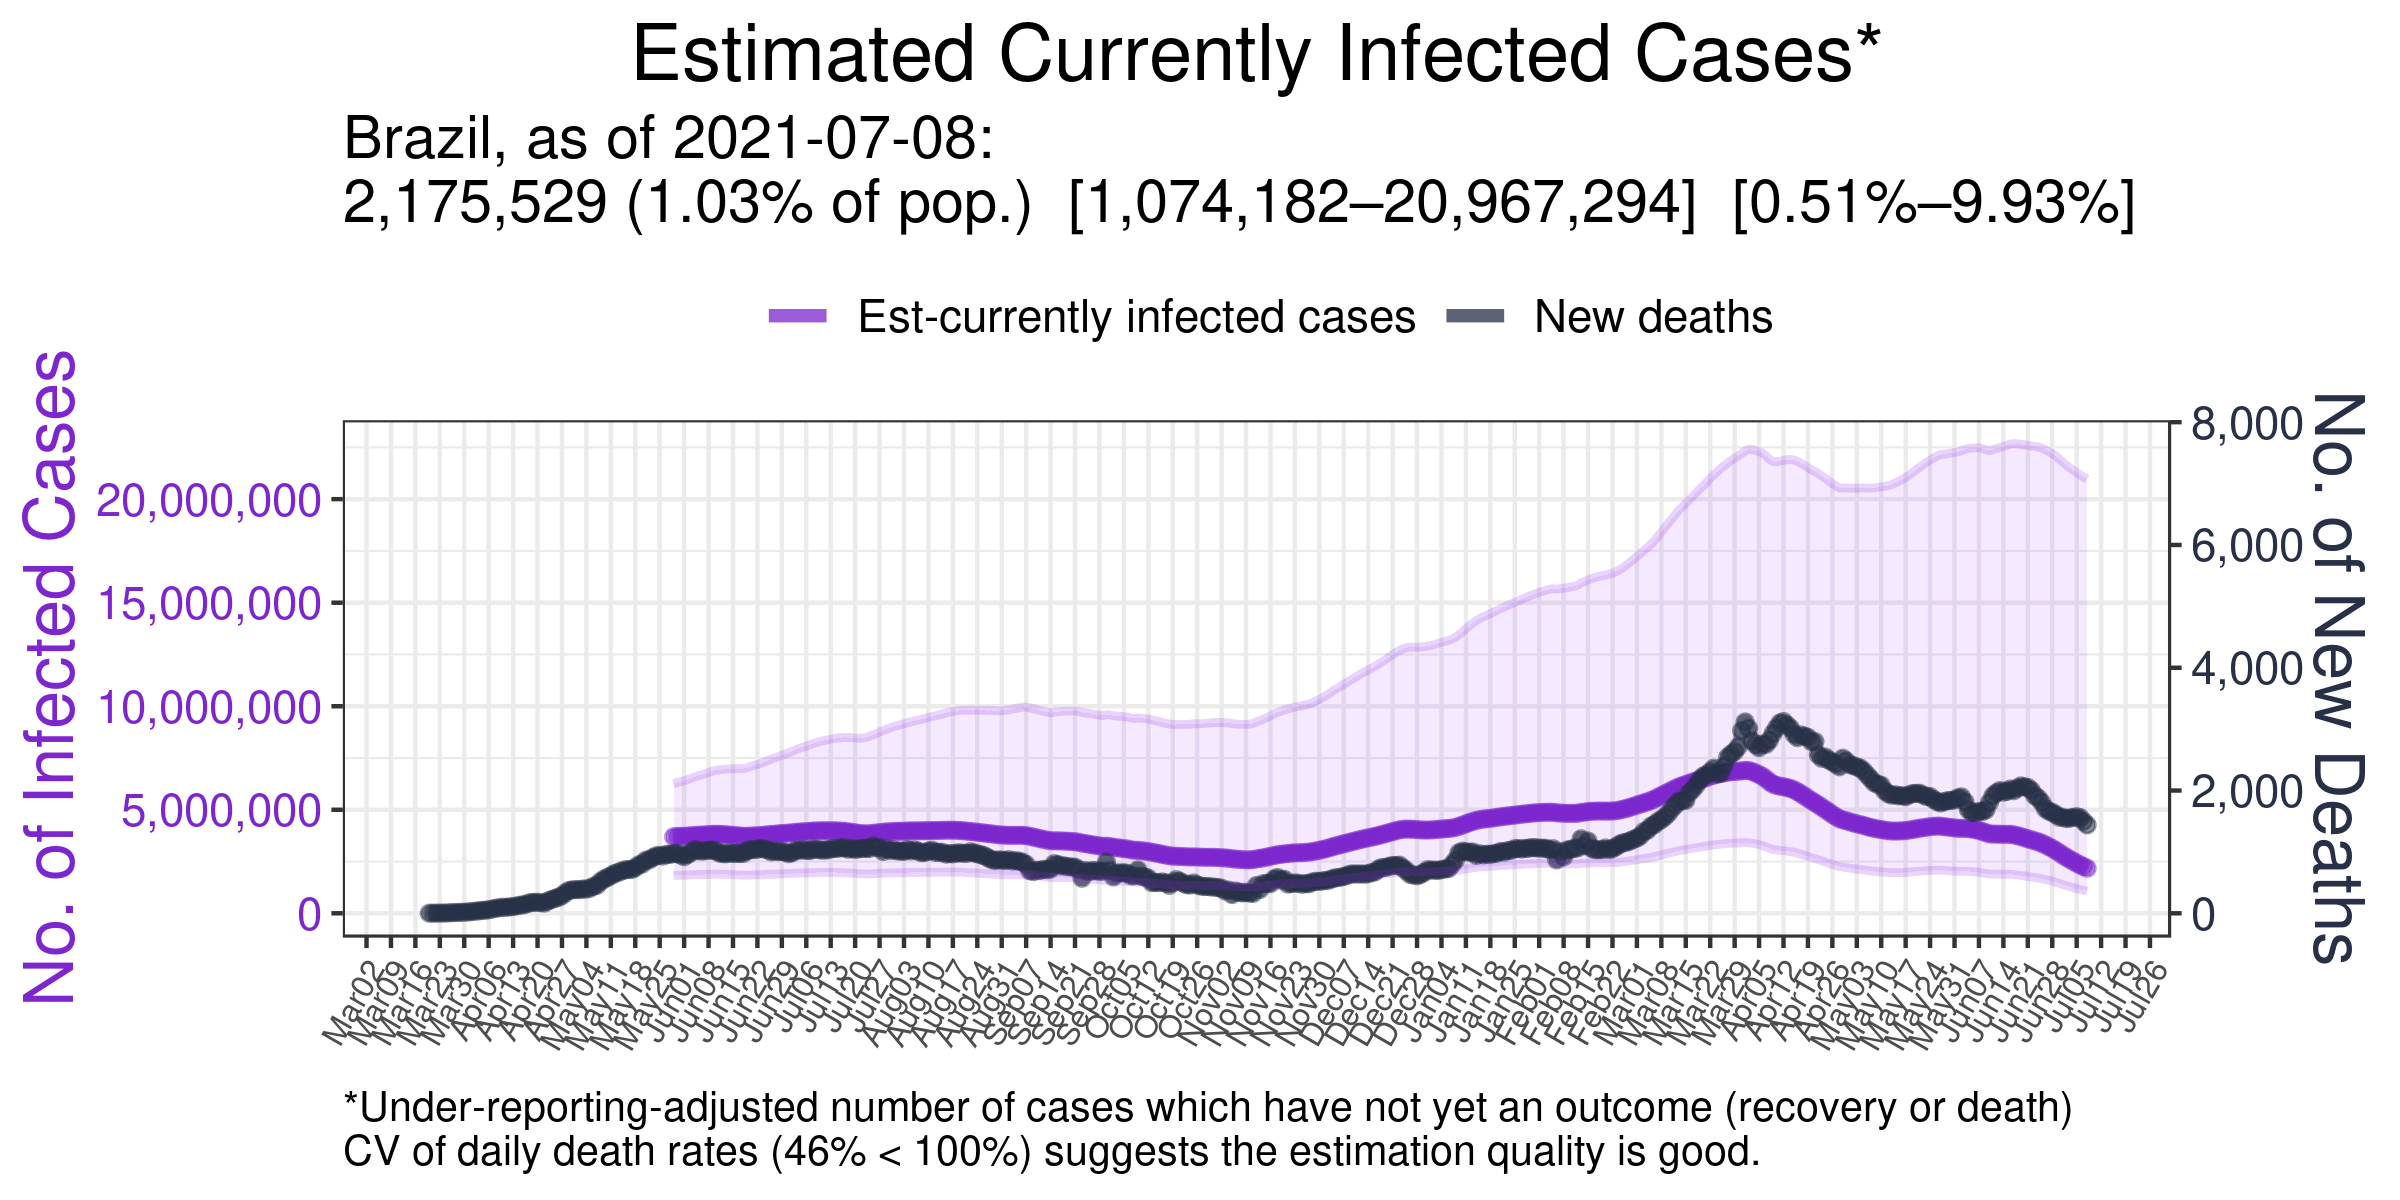 Estimated Currently Infected Cases*
Brazil, as of 2021-07-08:
2,175,529 (1.03% of pop.)  [1,074,182–20,967,294]  [0.51%–9.93%]
Est-currently infected cases
New deaths
No. of Infected Cases
20,000,000
15,000,000
10,000,000
5,000,000
0
8,000
6,000
4,000
2,000
0
No. of New Deaths
Mar02
Mar09
Mar16
Mar23
Mar30
Apr06
Apr13
Apr20
Apr27
May04
May11
May18
May25
Jun01
Jun08
Jun15
Jun22
Jun29
Jul06
Jul13
Jul20
Jul27
Aug03
Aug10
Aug17
Aug24
Aug31
Sep07
Sep14
Sep21
Sep28
Oct05
Oct12
Oct19
Oct26
Nov02
Nov09
Nov16
Nov23
Nov30
Dec07
Dec14
Dec21
Dec28
Jan04
Jan11
Jan18
Jan25
Feb01
Feb08
Feb15
Feb22
Mar01
Mar08
Mar15
Mar22
Mar29
Apr05
Apr12
Apr19
Apr26
May03
May10
May17
May24
May31
Jun07
Jun14
Jun21
Jun28
Jul05
Jul12
Jul19
Jul26
*Under-reporting-adjusted number of cases which have not yet an outcome (recovery or death)
CV of daily death rates (46% < 100%) suggests the estimation quality is good.